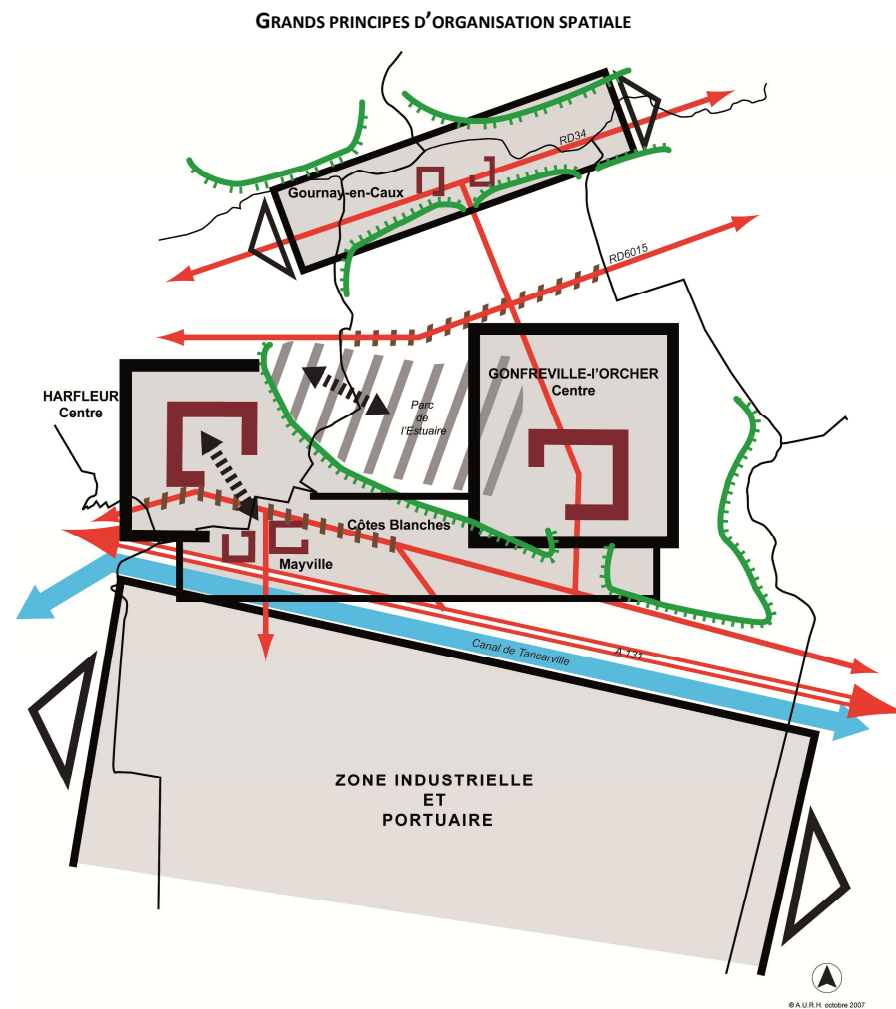 GRANDS PRINCIPES D'ORGANISATION SPATIALE
RD34
Gournay-en-Caux
RD6015
HARFLEUR
Centre
GONFREVILLE-l'ORCHER
Centre
Parc
de
l'Estuaire
Côtes Blanches
Mayville
Canal de Tancarville
A 131
ZONE INDUSTRIELLE
ET
PORTUAIRE
© A.U.R.H. octobre 2007